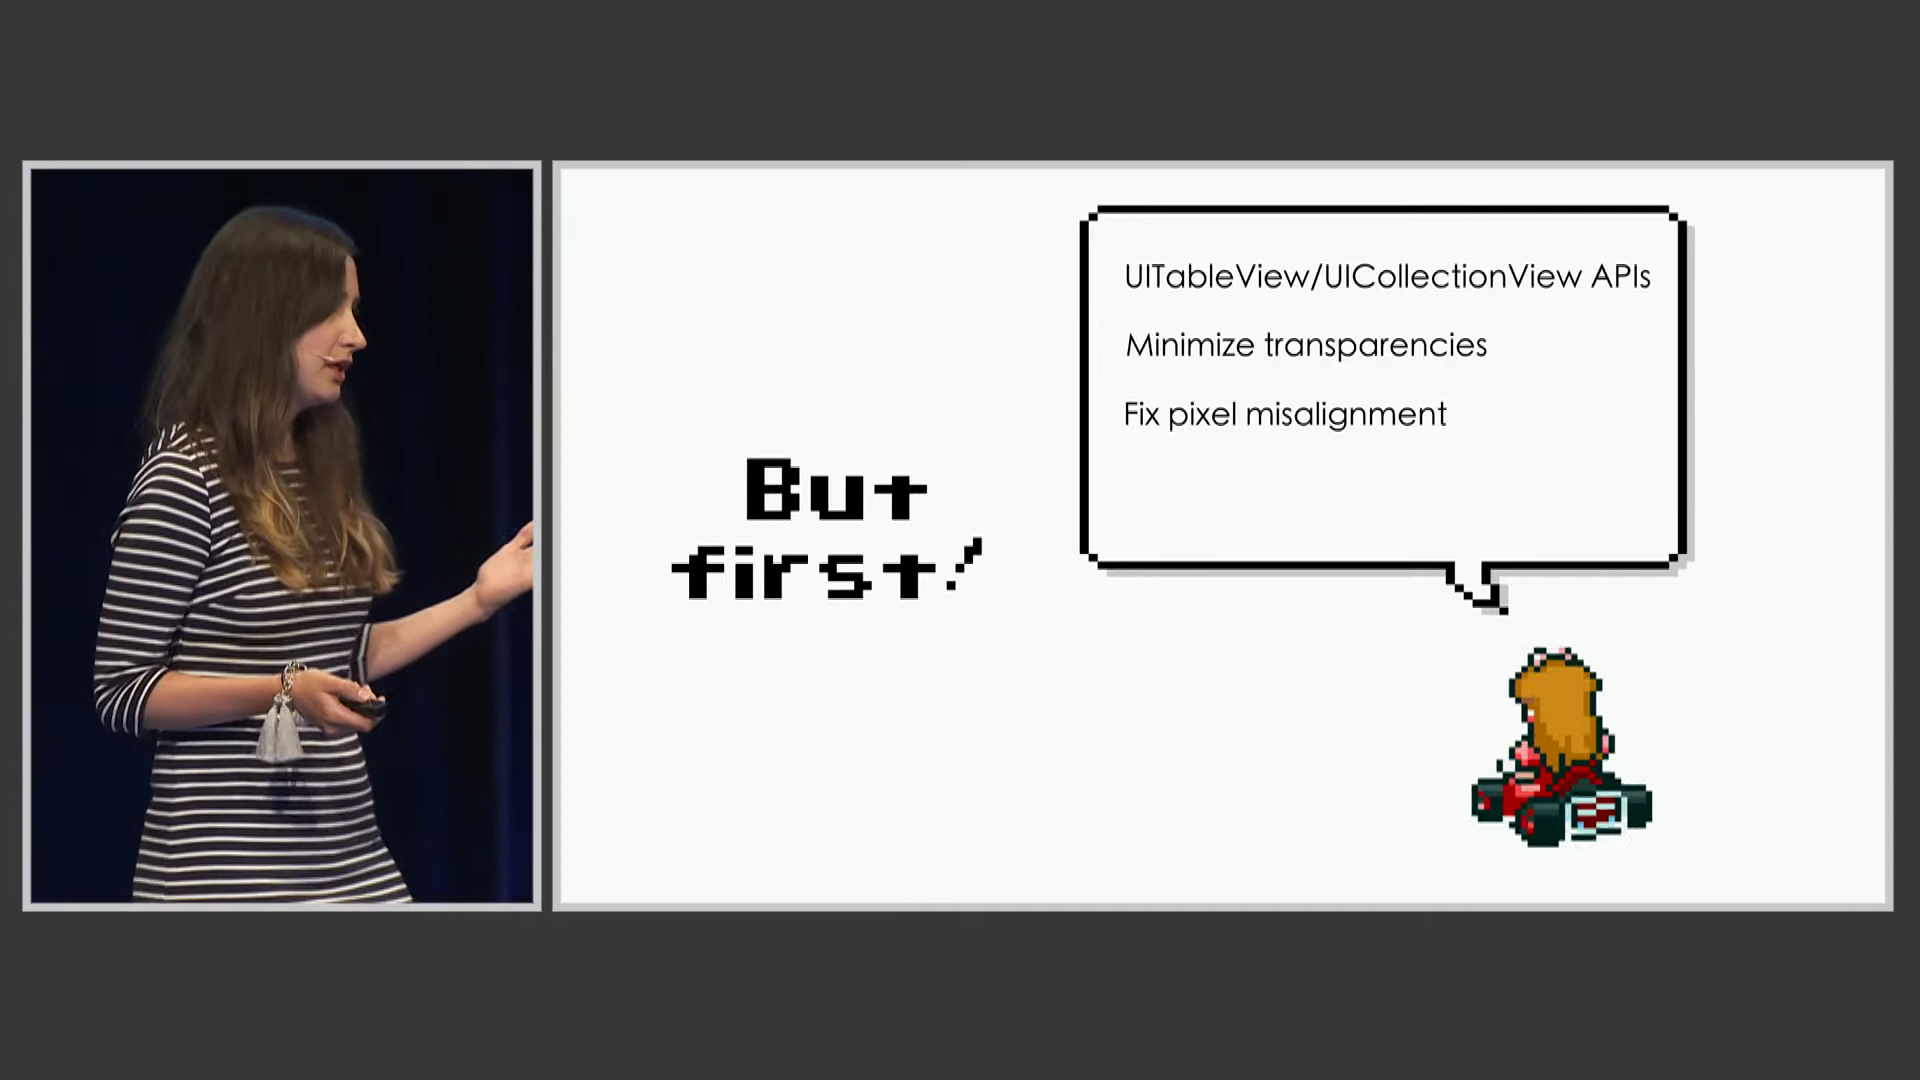 But
first!
UITableView/UICollectionView APIs
Minimize transparencies
Fix pixel misalignment